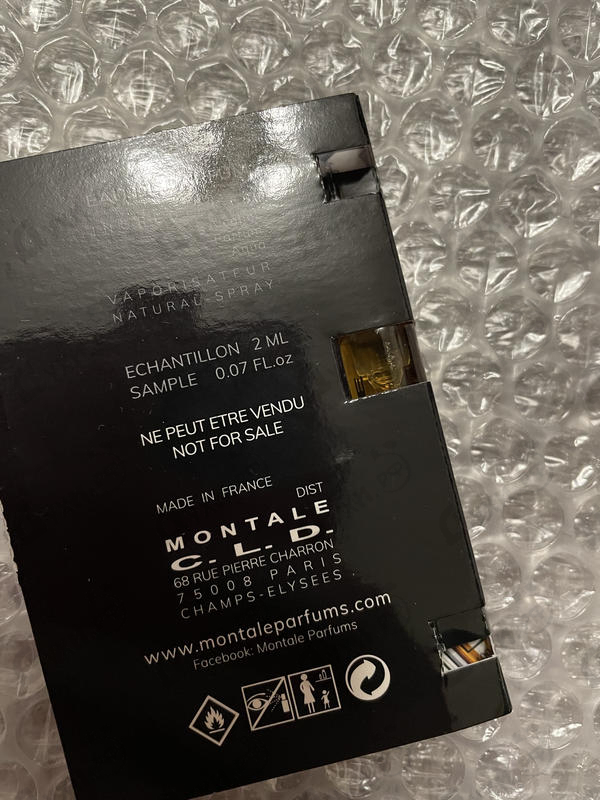 VAPORISATEUR
NATURAL SPRAY
ECHANTILLON 2 ML
SAMPLE 0.07 FL.oz
NE PEUT ETRE VENDU
NOT FOR SALE
MADE IN FRANCE DIST
MONTALE
C. L. D.
68 RUE PIERRE CHARRON
75008 PARIS
CHAMPS-ELYSEES
www.montaleparfums.com
Facebook: Montale Parfums